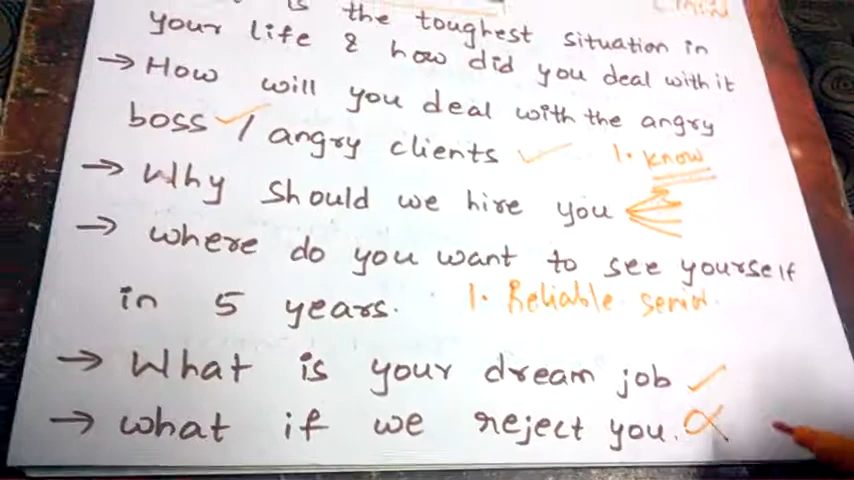 is the toughest situation in
your life & how did you deal with it
→ How will you deal with the angry
boss ✓ / angry clients ✓ 1. know
→ Why should we hire you
→ where do you want to see yourself
in 5 years. 1. Reliable senior
→ What is your dream job ✓
→ what if we reject you.